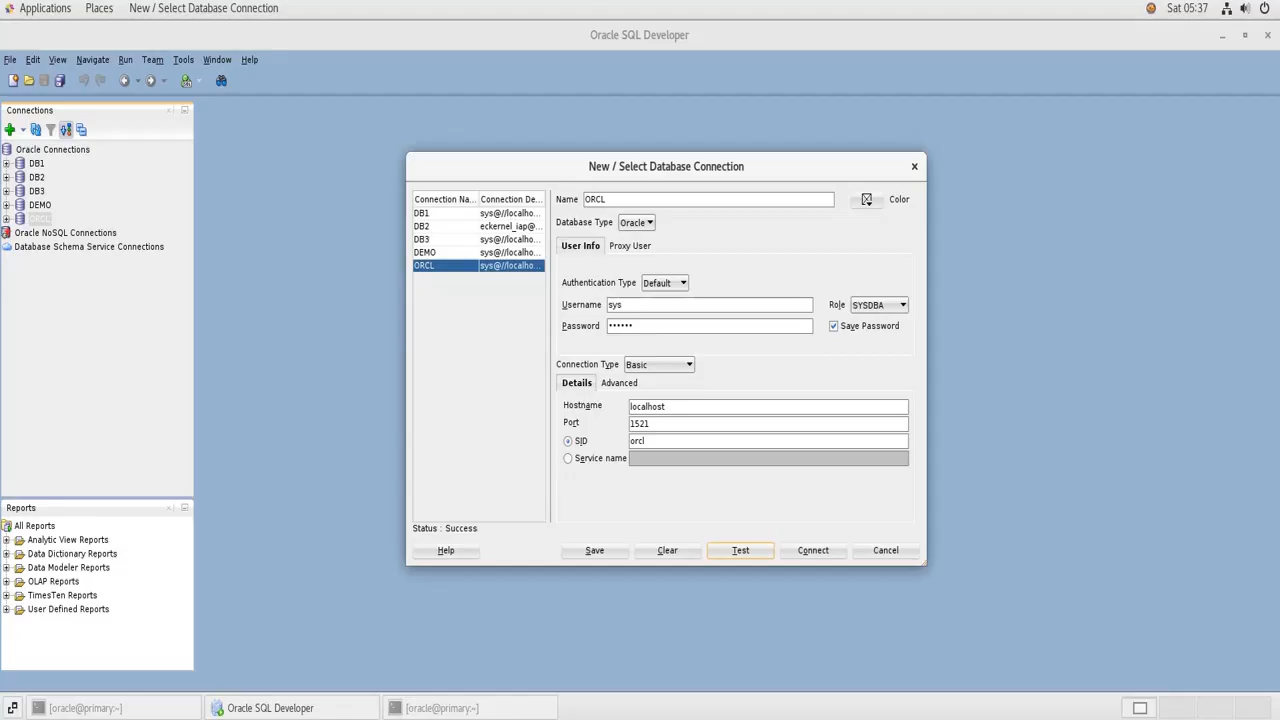 Applications Places New / Select Database Connection Sat 05:37
Oracle SQL Developer
File Edit View Navigate Run Team Tools Window Help
Connections
Oracle Connections
DB1
DB2
DB3
DEMO
ORCL
Oracle NoSQL Connections
Database Schema Service Connections
Reports
All Reports
Analytic View Reports
Data Dictionary Reports
Data Modeler Reports
OLAP Reports
TimesTen Reports
User Defined Reports
New / Select Database Connection
Connection Na... Connection De...
DB1 sys@//localho...
DB2 eckernel_iap@...
DB3 sys@//localho...
DEMO sys@//localho...
ORCL sys@//localho...
Name ORCL Color
Database Type Oracle
User Info Proxy User
Authentication Type Default
Username sys Role SYSDBA
Password •••••• Save Password
Connection Type Basic
Details Advanced
Hostname localhost
Port 1521
SID orcl
Service name
Status : Success
Help Save Clear Test Connect Cancel
[oracle@primary:~] Oracle SQL Developer [oracle@primary:~]